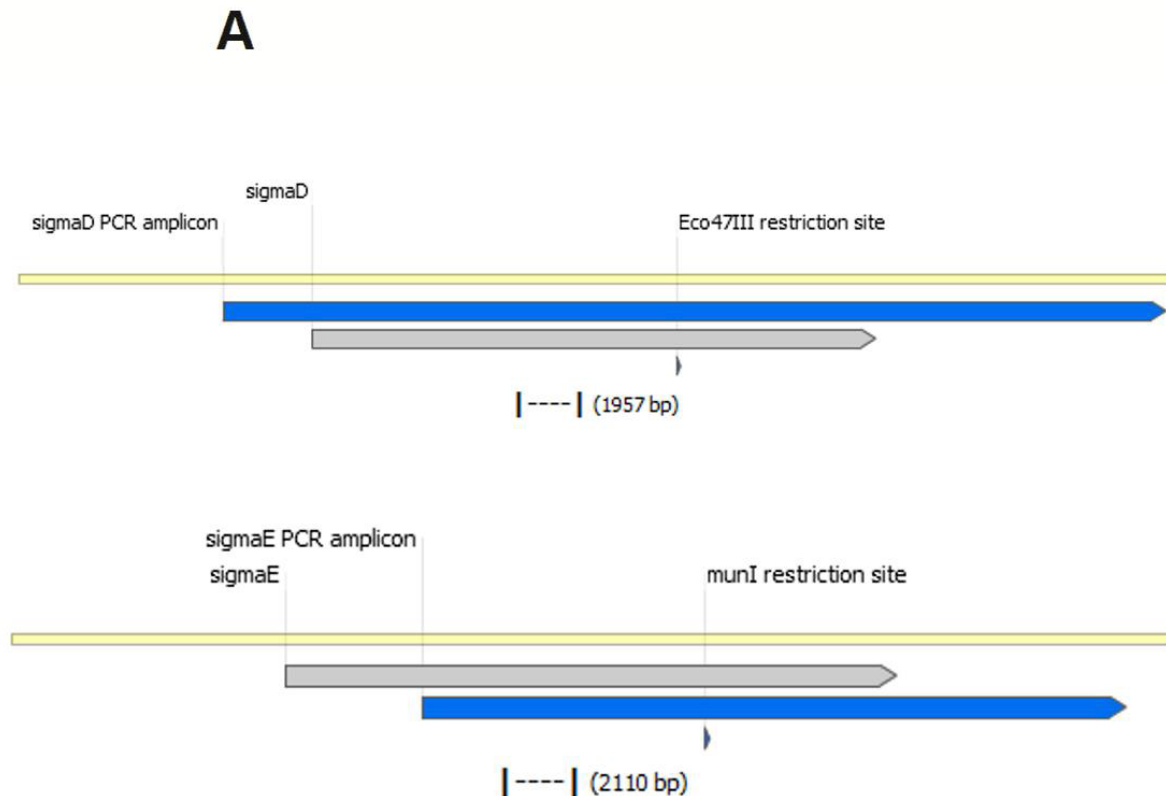 A
sigmaD
sigmaD PCR amplicon
Eco47III restriction site
|----| (1957 bp)
sigmaE PCR amplicon
sigmaE
munI restriction site
|----| (2110 bp)